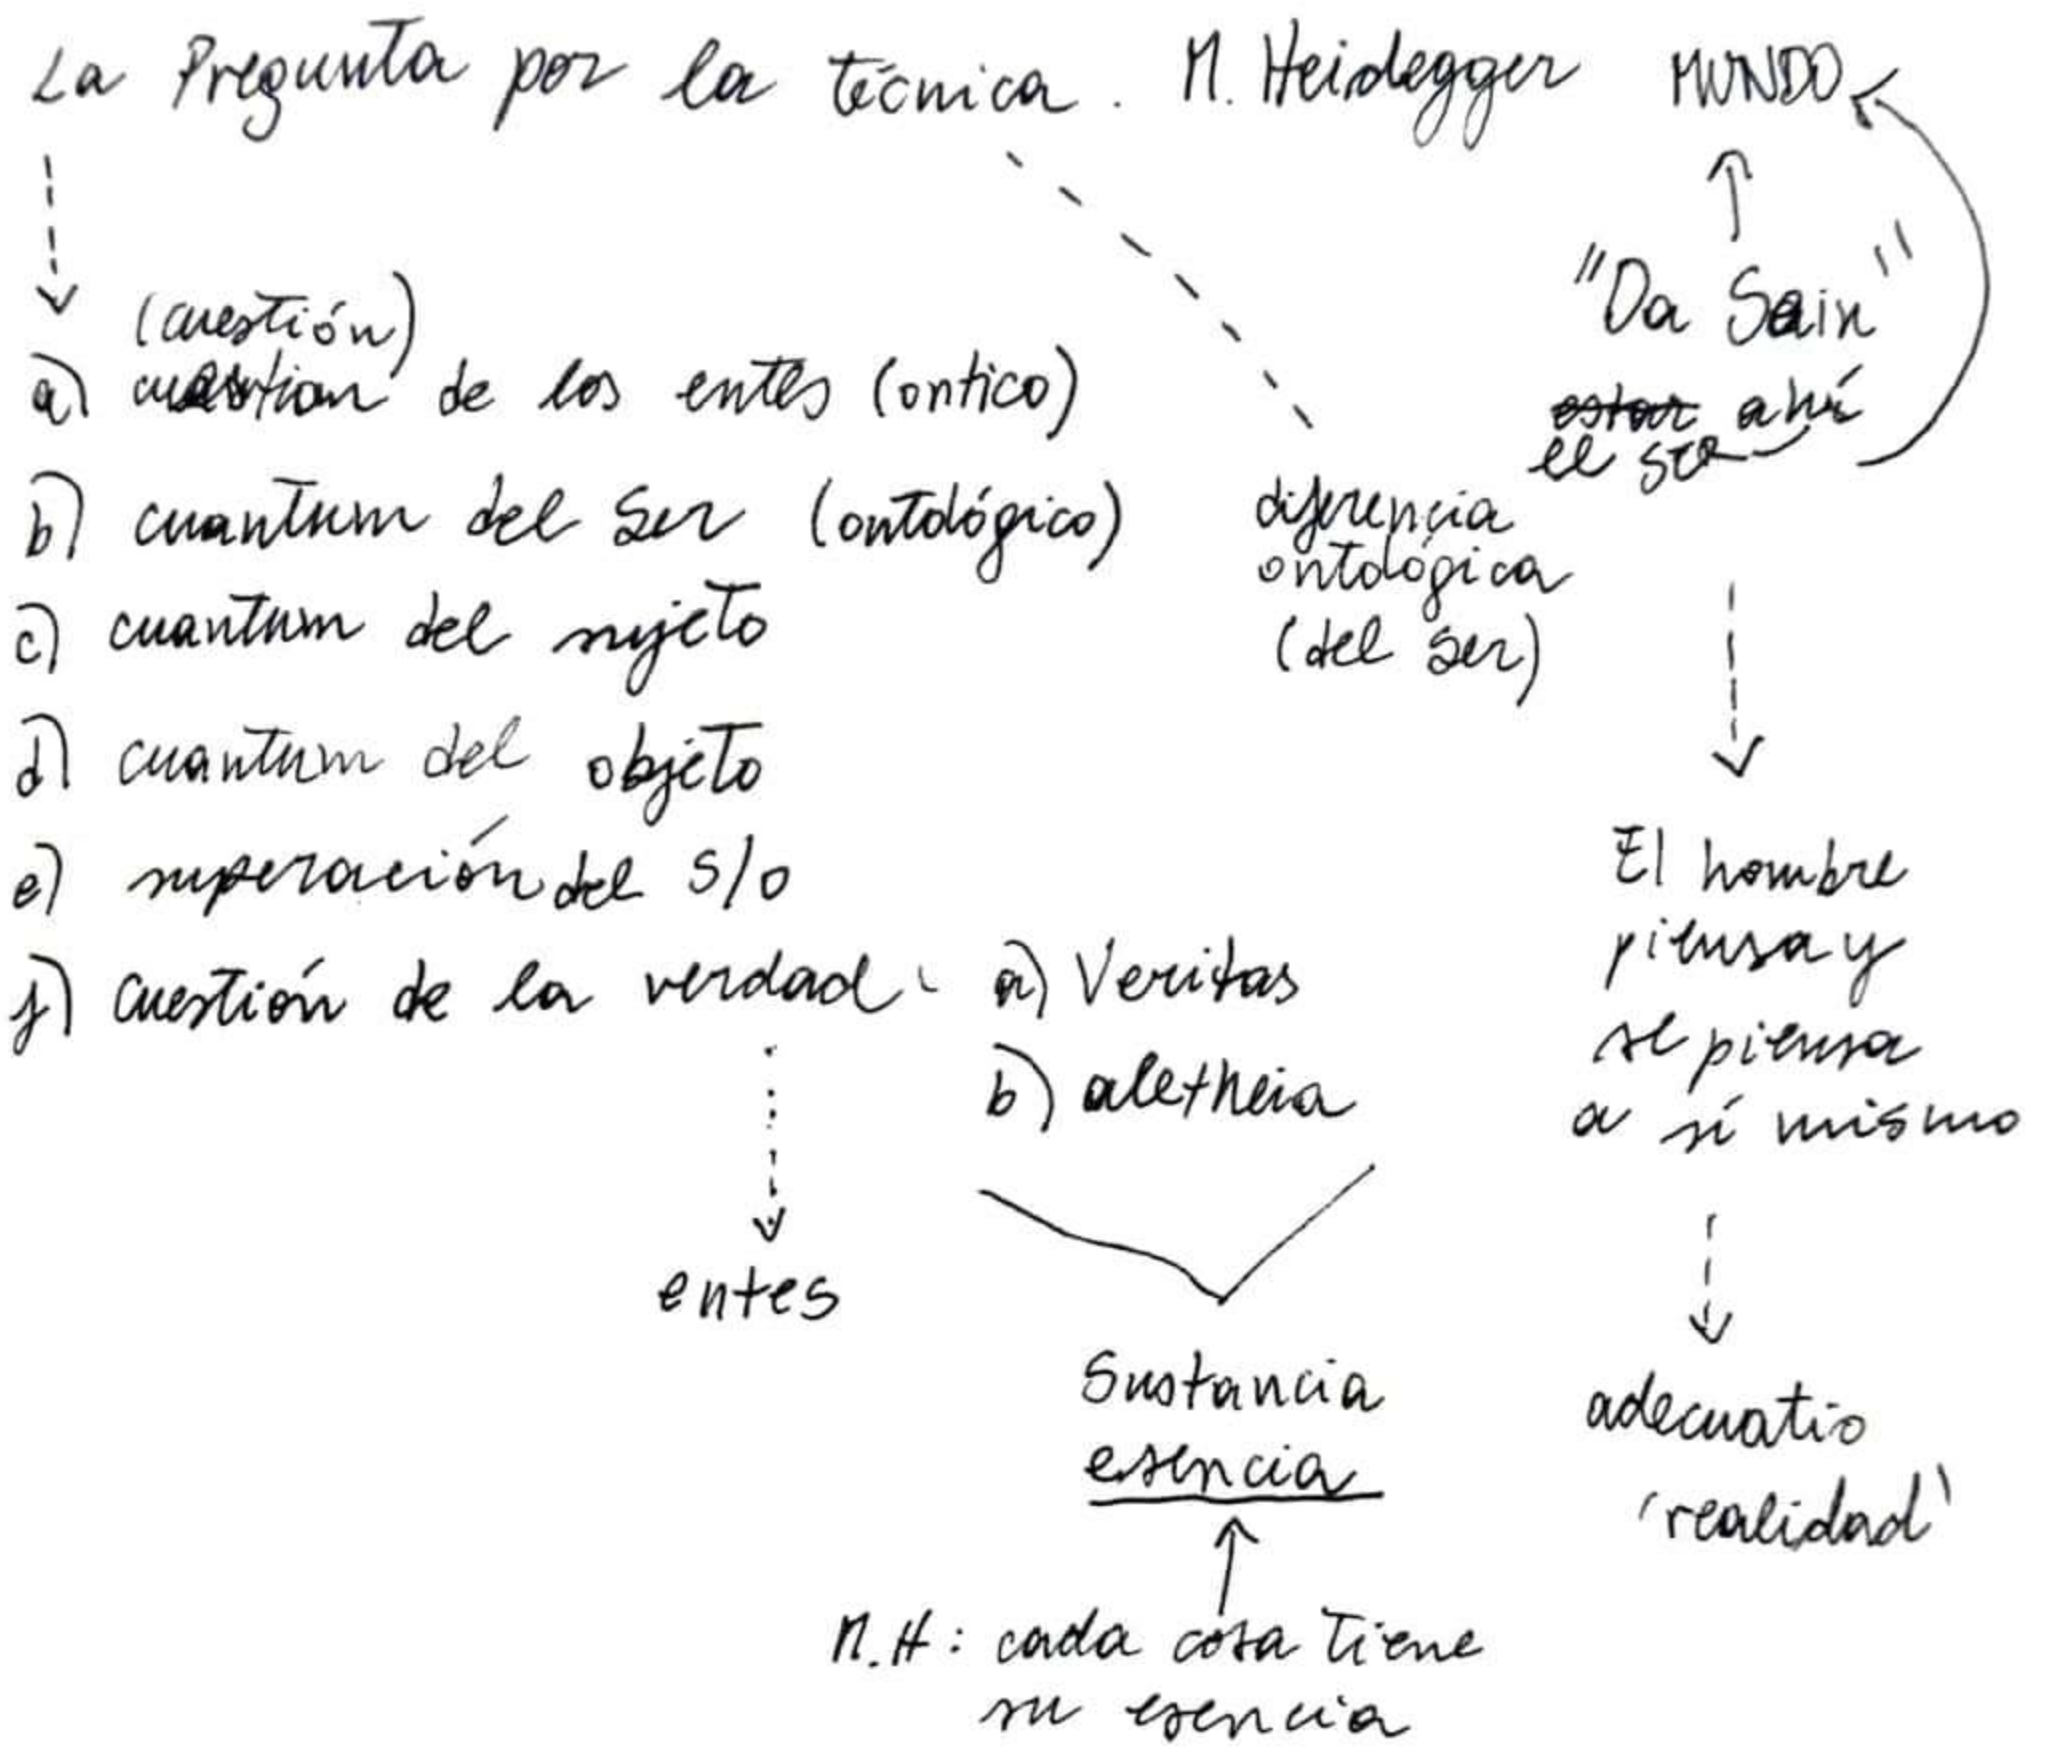 La Pregunta por la técnica. M. Heidegger MUNDO
"Da Sein"
estar ahí
el ser
(cuestión)
a) cuestion de los entes (ontico)
b) cuantum del Ser (ontológico)
c) cuantum del sujeto
d) cuantum del objeto
e) superación del S/O
f) cuestión de la verdad
diferencia
ontológica
(del Ser)
a) Veritas
b) aletheia
entes
Sustancia
esencia
M.H: cada cosa tiene
su esencia
El hombre
piensa y
se piensa
a sí mismo
adecuatio
'realidad'